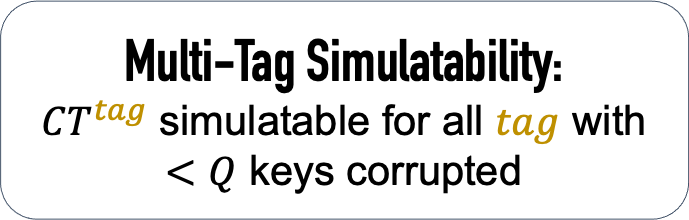 Multi-Tag Simulatability:
CT^tag simulatable for all tag with
< Q keys corrupted